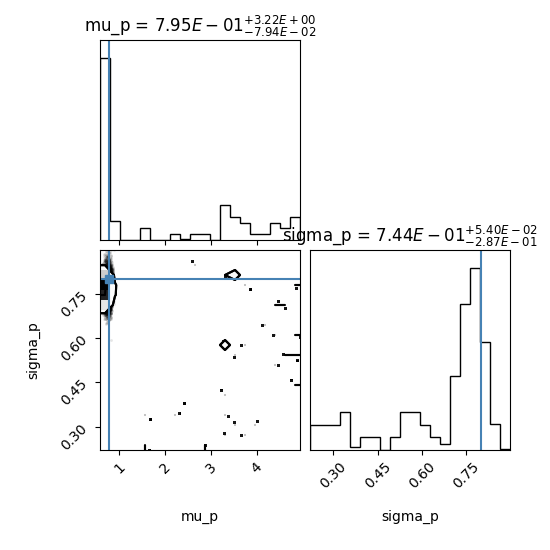 mu_p = 7.95E − 01+3.22E + 00 −7.94E − 02
sigma_p = 7.44E − 01+5.40E − 02 −2.87E − 01
sigma_p
0.75
0.60
0.45
0.30
1 2 3 4
0.30 0.45 0.60 0.75
mu_p
sigma_p